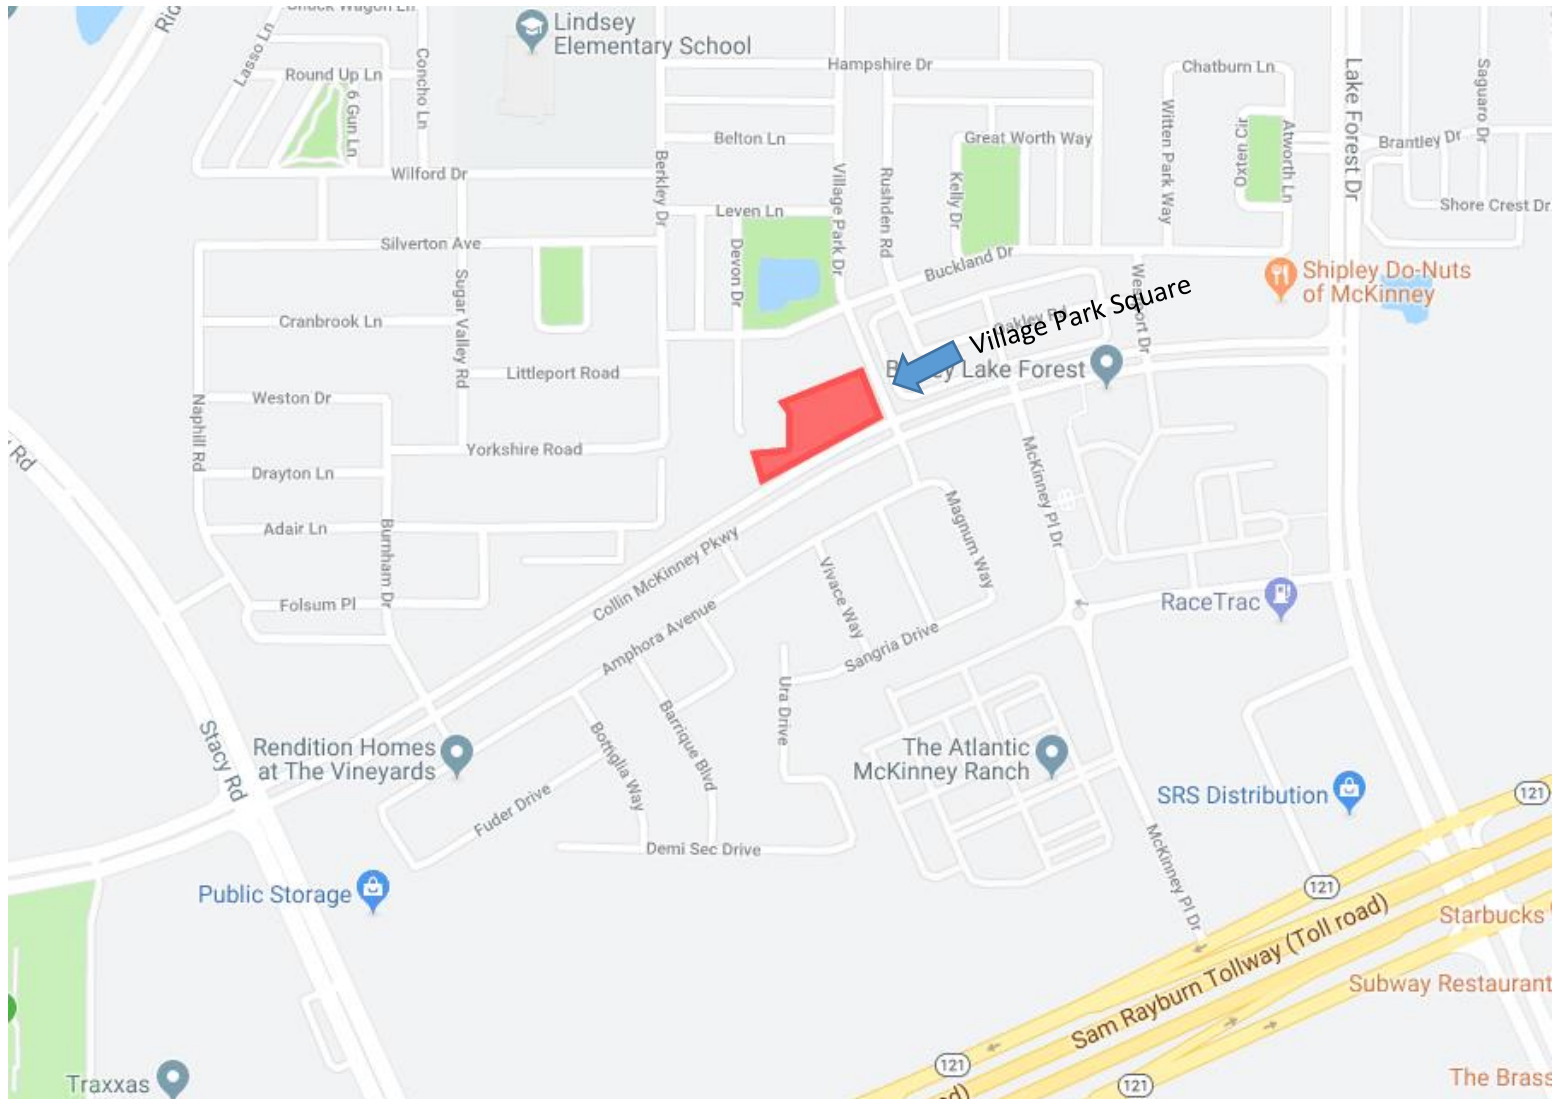 Chuck Wagon Ln
Lindsey
Elementary School
Lasso Ln
Round Up Ln
6 Gun Ln
Concho Ln
Hampshire Dr
Chatburn Ln
Lake Forest Dr
Saguaro Dr
Belton Ln
Great Worth Way
Witten Park Way
Oxten Cir
Atworth Ln
Brantley Dr
Wilford Dr
Berkley Dr
Village Park Dr
Rushden Rd
Kelly Dr
Shore Crest Dr
Leven Ln
Silverton Ave
Devon Dr
Buckland Dr
Shipley Do-Nuts
of McKinney
Sugar Valley Rd
Cranbrook Ln
Village Park Square
Oakley Rd
Lake Forest
Littleport Road
Naphill Rd
Weston Dr
Yorkshire Road
Rd
Drayton Ln
McKinney Pl Dr
Magnum Way
Adair Ln
Burnham Dr
Collin McKinney Pkwy
Vivace Way
Folsum Pl
RaceTrac
Amphora Avenue
Sangria Drive
Ura Drive
Stacy Rd
Rendition Homes
at The Vineyards
Barrique Blvd
Bottiglia Way
The Atlantic
McKinney Ranch
SRS Distribution
121
Fuder Drive
Demi Sec Drive
McKinney Pl Dr
Public Storage
121
Starbucks
Sam Rayburn Tollway (Toll road)
Subway Restaurant
121
121
Traxxas
The Brass